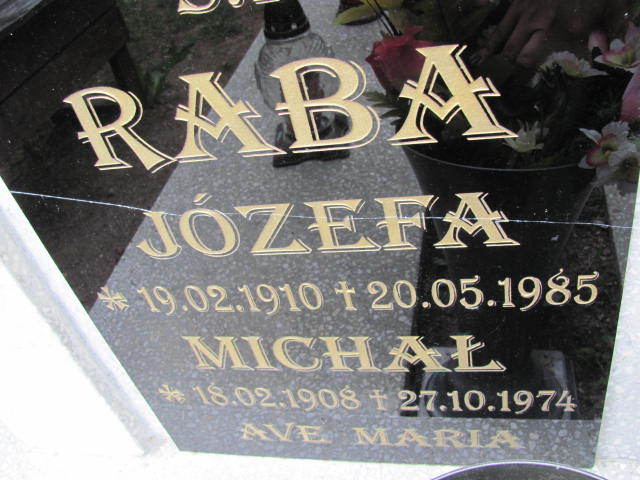 RABA
JÓZEFA
* 19.02.1910 † 20.05.1985
MICHAŁ
* 18.02.1908 † 27.10.1974
AVE MARIA